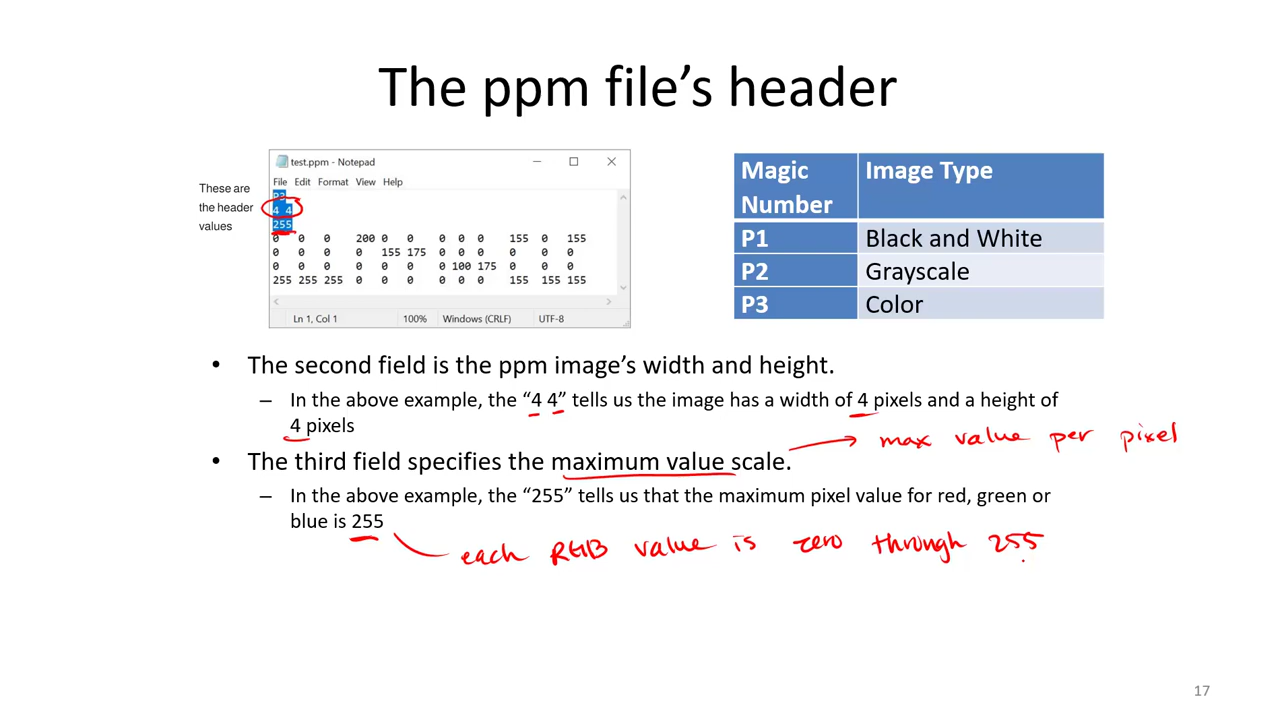 The ppm file's header
These are
the header
values
test.ppm - Notepad
File Edit Format View Help
P3
4 4
255
0 0 0 200 0 0 0 0 0 155 0 155
0 0 0 0 155 175 0 0 0 0 0 0
0 0 0 0 0 0 0 100 175 0 0 0
255 255 255 0 0 0 0 0 0 155 155 155
Ln 1, Col 1 100% Windows (CRLF) UTF-8
Magic Number Image Type
P1 Black and White
P2 Grayscale
P3 Color
• The second field is the ppm image's width and height.
– In the above example, the “4 4” tells us the image has a width of 4 pixels and a height of
4 pixels
max value per pixel
• The third field specifies the maximum value scale.
– In the above example, the “255” tells us that the maximum pixel value for red, green or
blue is 255
each RGB value is zero through 255
17